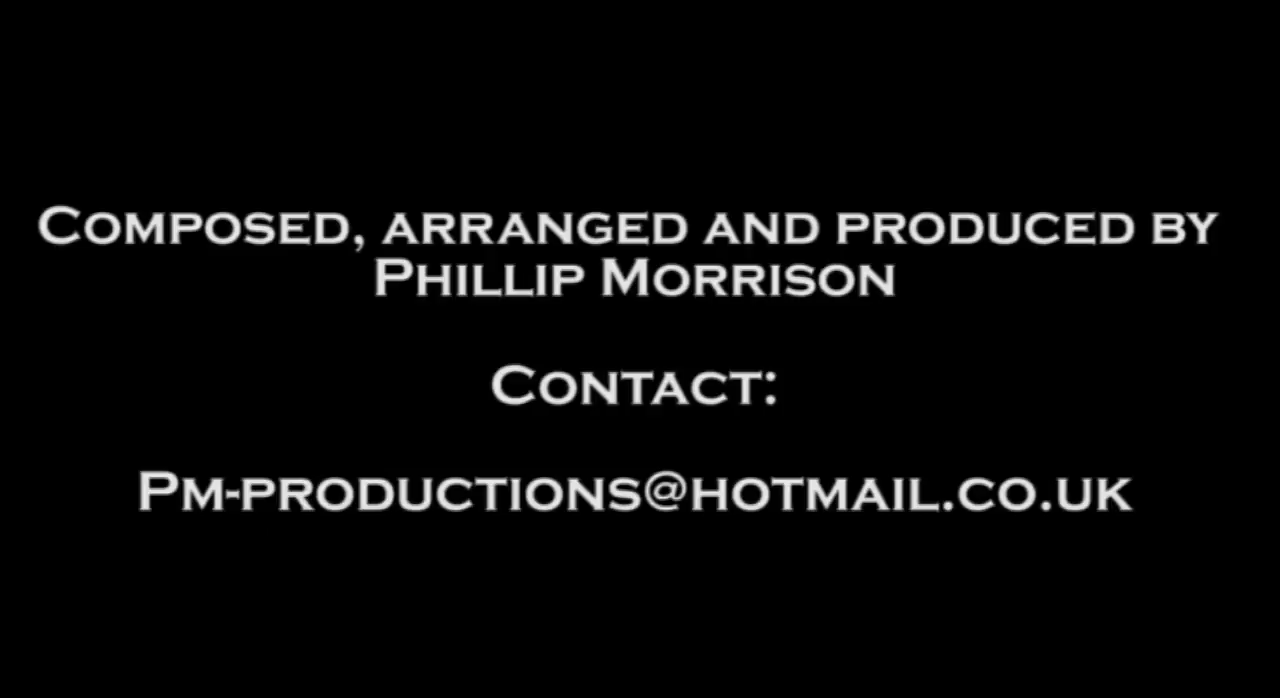 Composed, arranged and produced by
Phillip Morrison
Contact:
Pm-productions@hotmail.co.uk